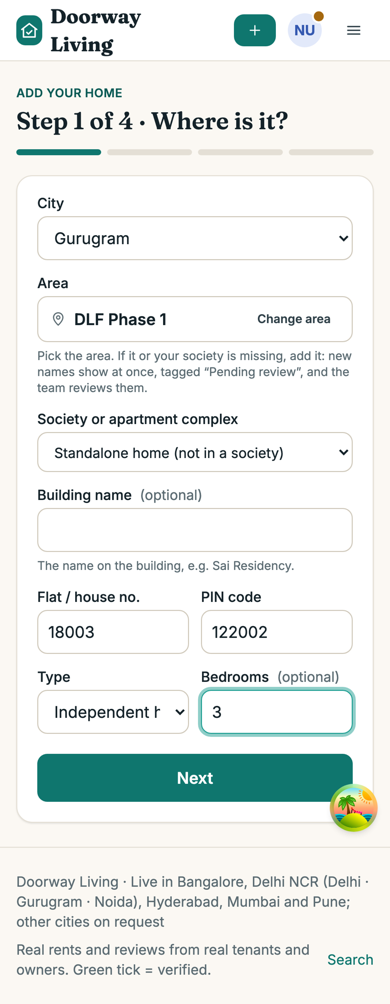 Doorway
Living
+
NU
ADD YOUR HOME
Step 1 of 4 · Where is it?
City
Gurugram
Area
DLF Phase 1
Change area
Pick the area. If it or your society is missing, add it: new
names show at once, tagged “Pending review”, and the
team reviews them.
Society or apartment complex
Standalone home (not in a society)
Building name (optional)
The name on the building, e.g. Sai Residency.
Flat / house no.
PIN code
18003
122002
Type
Bedrooms (optional)
Independent h
3
Next
Doorway Living · Live in Bangalore, Delhi NCR (Delhi ·
Gurugram · Noida), Hyderabad, Mumbai and Pune;
other cities on request
Real rents and reviews from real tenants and
owners. Green tick = verified.
Search